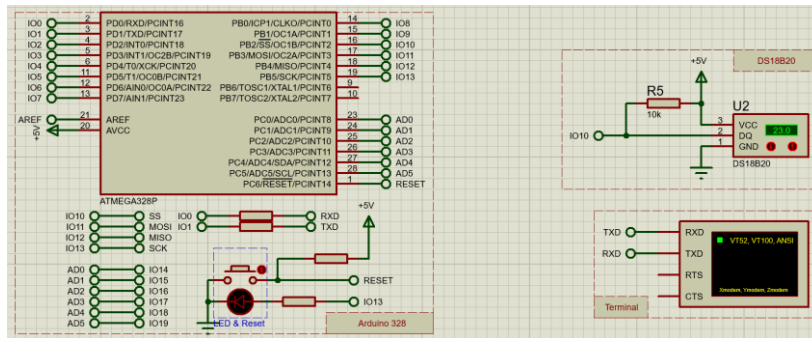 IO0 2 PD0/RXD/PCINT16 PB0/ICP1/CLKO/PCINT0 14 IO8
IO1 3 PD1/TXD/PCINT17 PB1/OC1A/PCINT1 15 IO9
IO2 4 PD2/INT0/PCINT18 PB2/SS/OC1B/PCINT2 16 IO10
IO3 5 PD3/INT1/OC2B/PCINT19 PB3/MOSI/OC2A/PCINT3 17 IO11
IO4 6 PD4/T0/XCK/PCINT20 PB4/MISO/PCINT4 18 IO12
IO5 11 PD5/T1/OC0B/PCINT21 PB5/SCK/PCINT5 19 IO13
IO6 12 PD6/AIN0/OC0A/PCINT22 PB6/TOSC1/XTAL1/PCINT6 9
IO7 13 PD7/AIN1/PCINT23 PB7/TOSC2/XTAL2/PCINT7 10
AREF 21 AREF PC0/ADC0/PCINT8 23 AD0
+5V 20 AVCC PC1/ADC1/PCINT9 24 AD1
PC2/ADC2/PCINT10 25 AD2
PC3/ADC3/PCINT11 26 AD3
PC4/ADC4/SDA/PCINT12 27 AD4
PC5/ADC5/SCL/PCINT13 28 AD5
PC6/RESET/PCINT14 1 RESET
ATMEGA328P
IO10 SS IO0 RXD
IO11 MOSI IO1 TXD
IO12 MISO
IO13 SCK
+5V
AD0 IO14
AD1 IO15
AD2 IO16
AD3 IO17
AD4 IO18
AD5 IO19
RESET
IO13
LED & Reset
Arduino 328
DS18B20
+5V
R5
10k
IO10
U2
3 VCC
2 DQ
1 GND
23.0
DS18B20
TXD RXD
RXD TXD
RTS
CTS
VT52, VT100, ANSI
Xmodem, Ymodem, Zmodem
Terminal